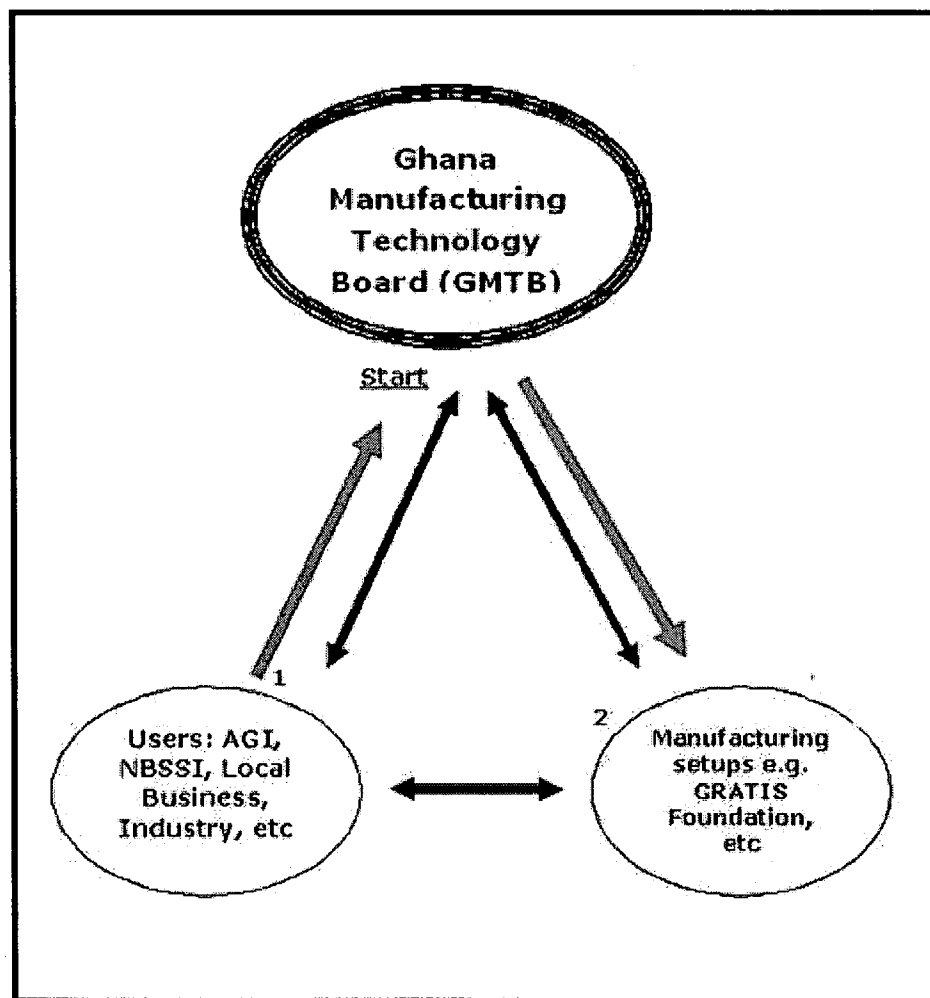 Ghana
Manufacturing
Technology
Board (GMTB)
Start
1
Users: AGI,
NBSSI, Local
Business,
Industry, etc
2
Manufacturing
setups e.g.
GRATIS
Foundation,
etc